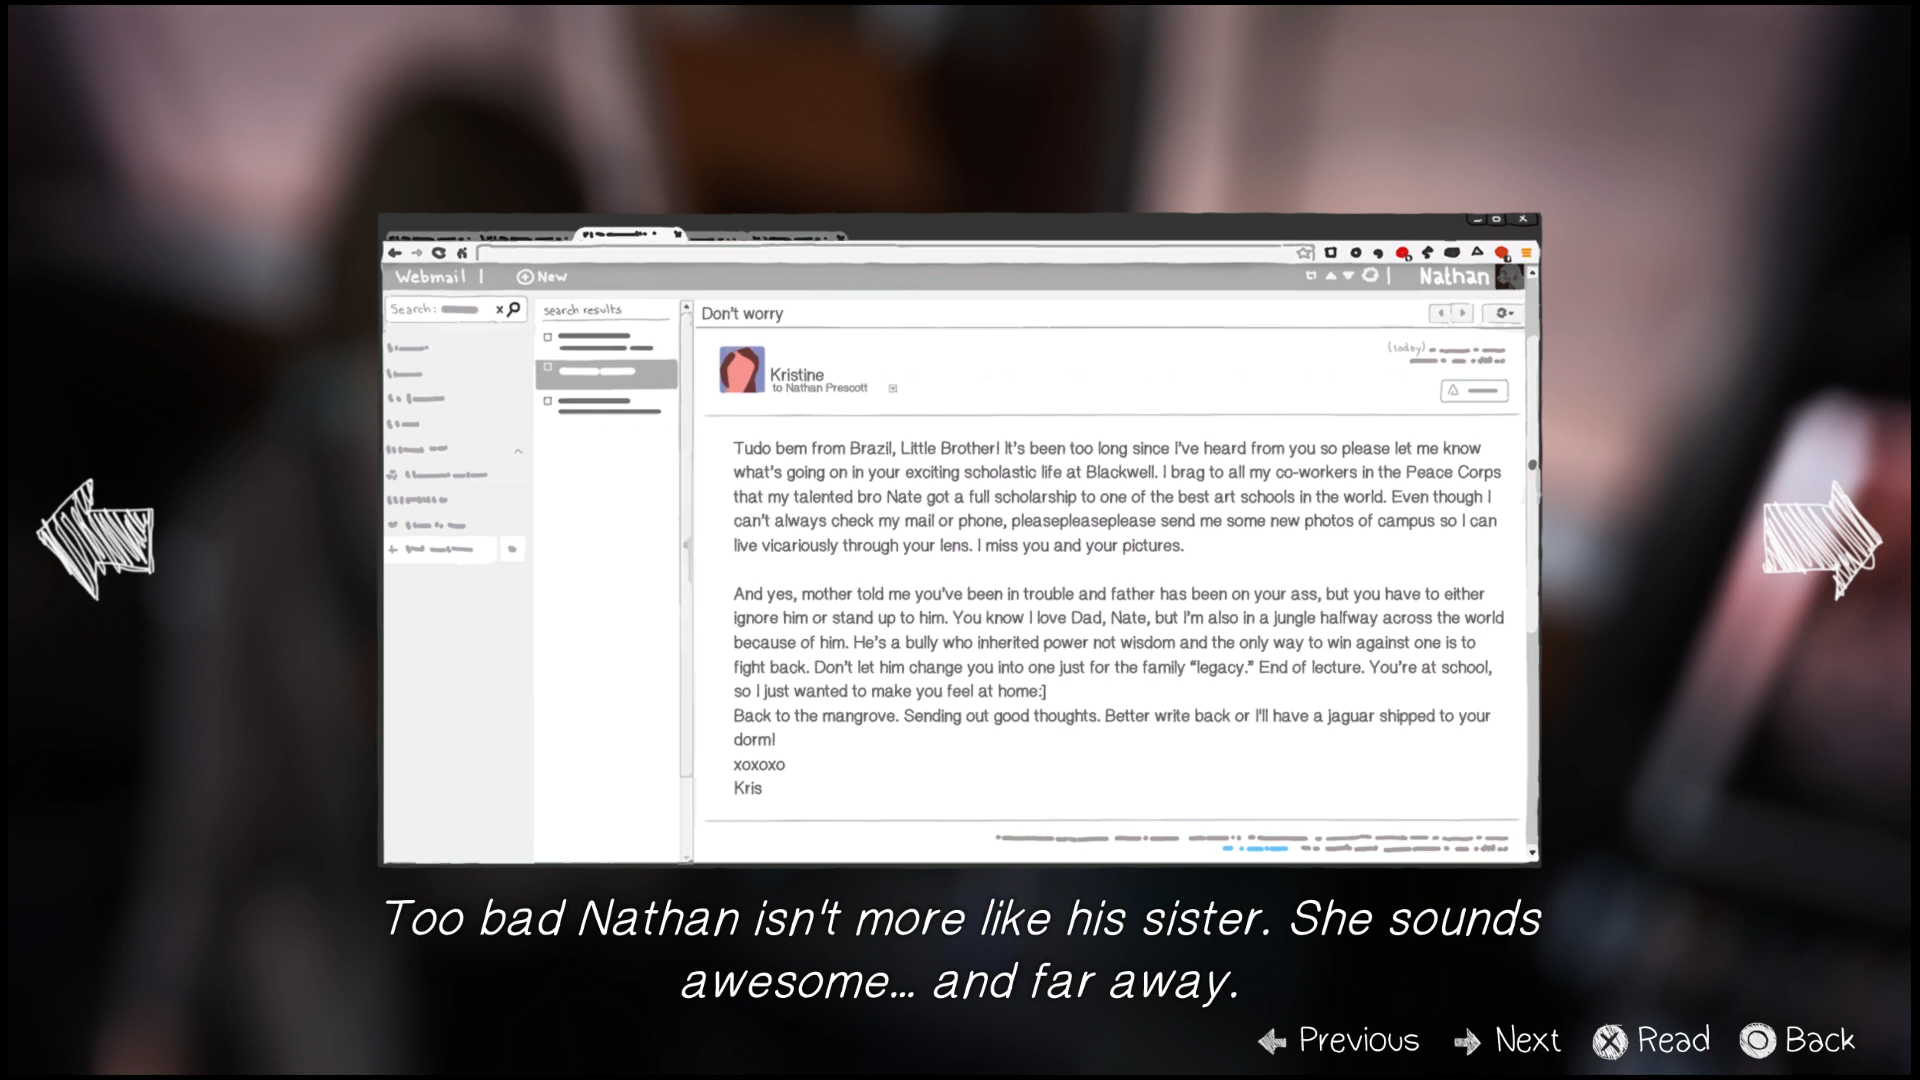 Webmail | New
Nathan
Search:
search results
Don't worry
(today)
Kristine
to Nathan Prescott
Tudo bem from Brazil, Little Brother! It's been too long since I've heard from you so please let me know
what's going on in your exciting scholastic life at Blackwell. I brag to all my co-workers in the Peace Corps
that my talented bro Nate got a full scholarship to one of the best art schools in the world. Even though I
can't always check my mail or phone, pleasepleaseplease send me some new photos of campus so I can
live vicariously through your lens. I miss you and your pictures.
And yes, mother told me you've been in trouble and father has been on your ass, but you have to either
ignore him or stand up to him. You know I love Dad, Nate, but I'm also in a jungle halfway across the world
because of him. He's a bully who inherited power not wisdom and the only way to win against one is to
fight back. Don't let him change you into one just for the family "legacy." End of lecture. You're at school,
so I just wanted to make you feel at home:]
Back to the mangrove. Sending out good thoughts. Better write back or I'll have a jaguar shipped to your
dorm!
xoxoxo
Kris
Too bad Nathan isn't more like his sister. She sounds
awesome... and far away.
Previous Next Read Back